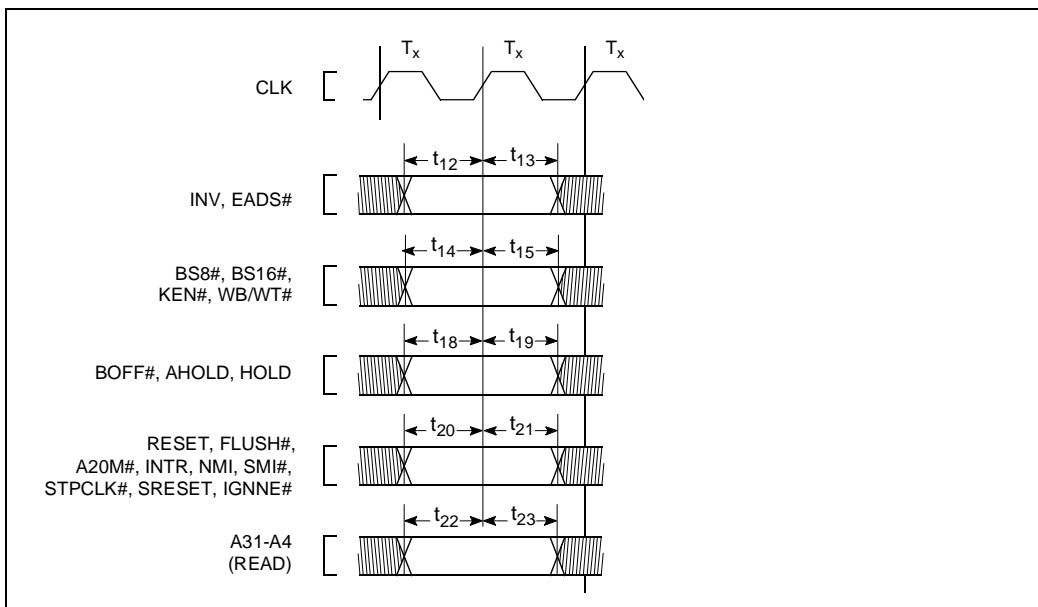 Tx Tx Tx
CLK
t12 t13
INV, EADS#
t14 t15
BS8#, BS16#,
KEN#, WB/WT#
t18 t19
BOFF#, AHOLD, HOLD
t20 t21
RESET, FLUSH#,
A20M#, INTR, NMI, SMI#,
STPCLK#, SRESET, IGNNE#
t22 t23
A31-A4
(READ)